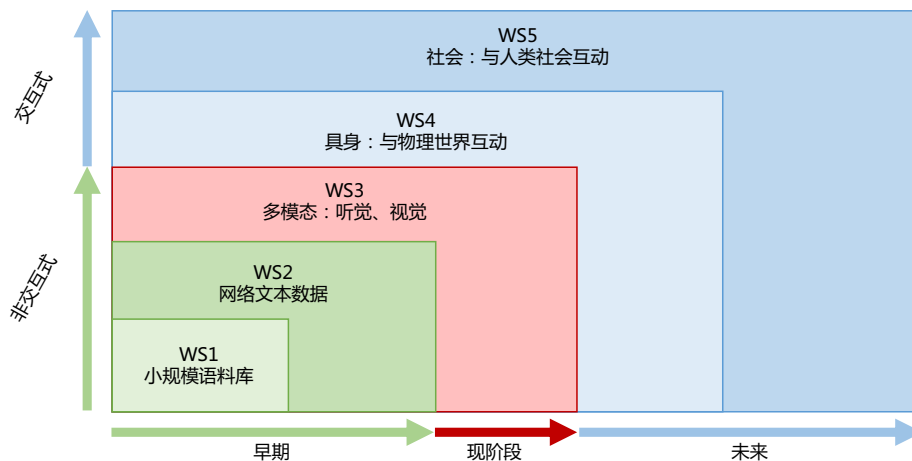 WS5
社会：与人类社会互动
WS4
具身：与物理世界互动
WS3
多模态：听觉、视觉
WS2
网络文本数据
WS1
小规模语料库
交互式
非交互式
早期
现阶段
未来